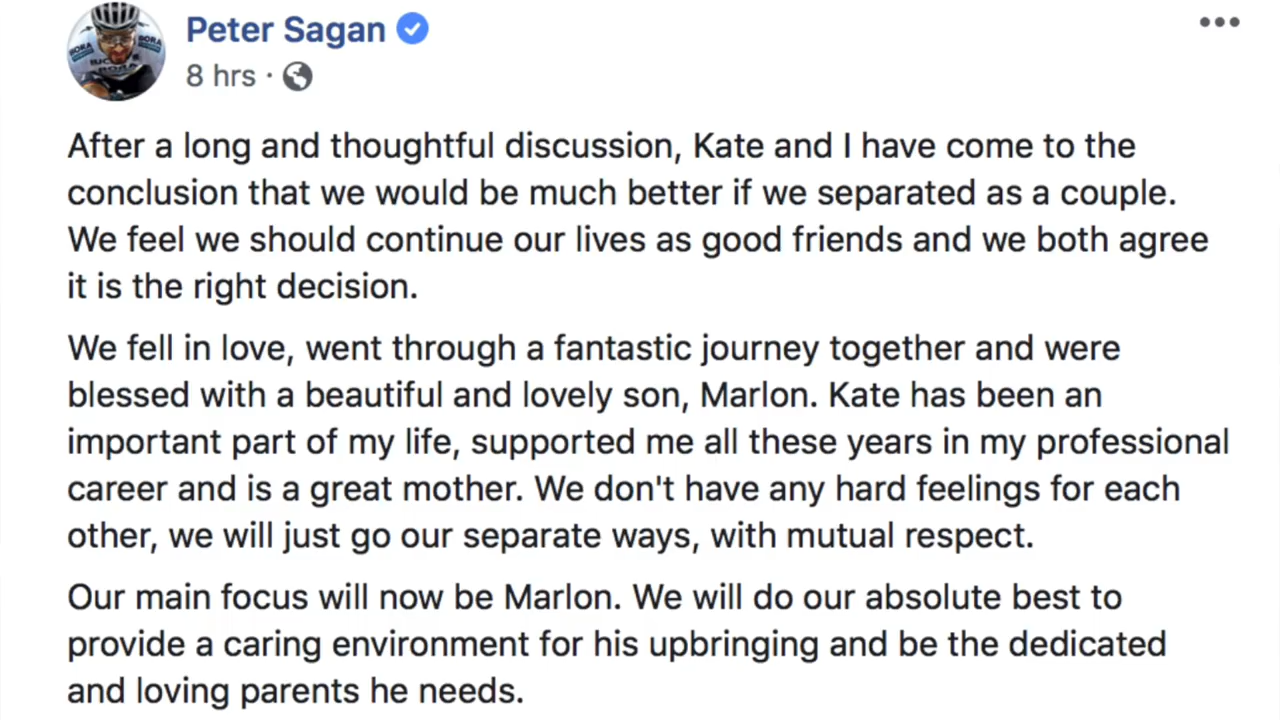 Peter Sagan
8 hrs ·
After a long and thoughtful discussion, Kate and I have come to the
conclusion that we would be much better if we separated as a couple.
We feel we should continue our lives as good friends and we both agree
it is the right decision.
We fell in love, went through a fantastic journey together and were
blessed with a beautiful and lovely son, Marlon. Kate has been an
important part of my life, supported me all these years in my professional
career and is a great mother. We don't have any hard feelings for each
other, we will just go our separate ways, with mutual respect.
Our main focus will now be Marlon. We will do our absolute best to
provide a caring environment for his upbringing and be the dedicated
and loving parents he needs.